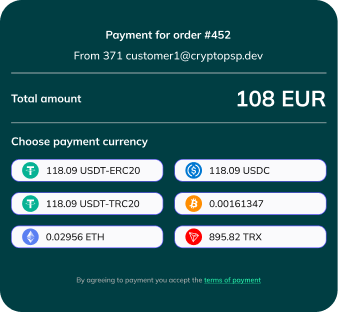 Payment for order #452
From 371 customer1@cryptopsp.dev
Total amount 108 EUR
Choose payment currency
118.09 USDT-ERC20 118.09 USDC
118.09 USDT-TRC20 0.00161347
0.02956 ETH 895.82 TRX
By agreeing to payment you accept the terms of payment